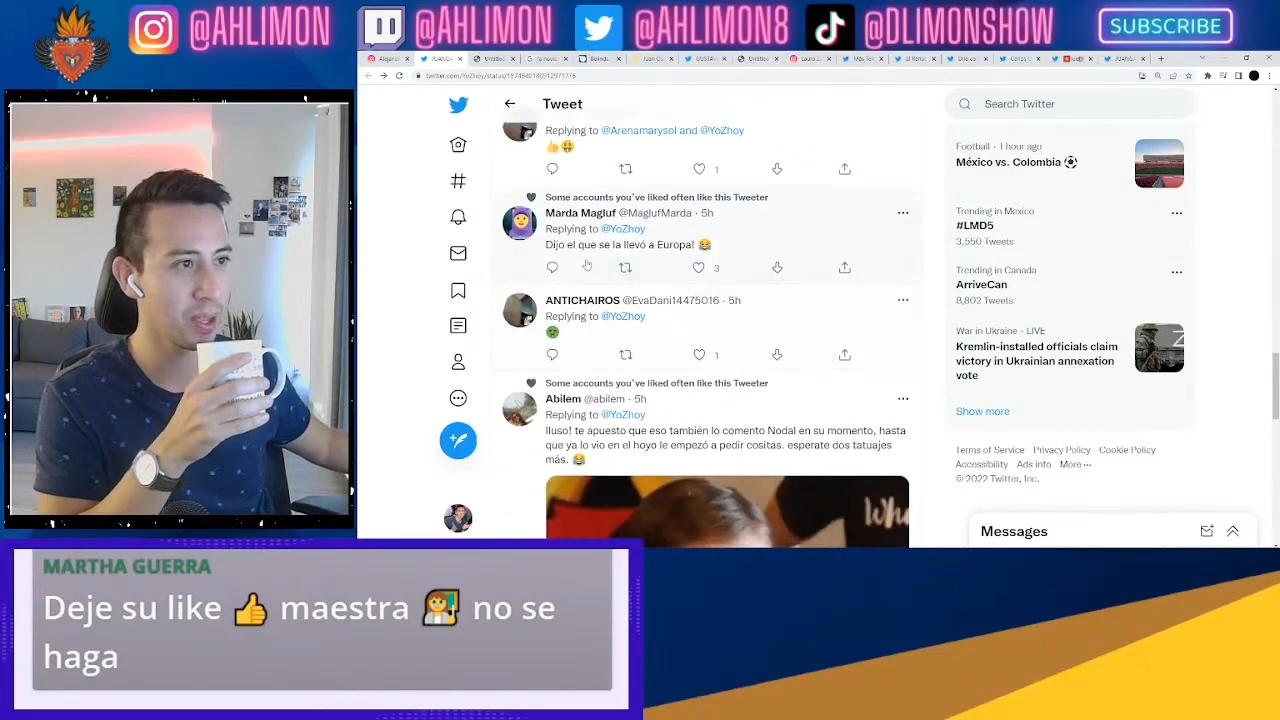 @AHLIMON
@AHLIMON
@AHLIMON8
@DLIMONSHOW
SUBSCRIBE
twitter.com/YoZhoy/status/1574840180912971776
Tweet
Search Twitter
Replying to @Arenamarysol and @YoZhoy
👍🤑
1
Some accounts you've liked often like this Tweeter
Marda Magluf @MaglufMarda · 5h
Replying to @YoZhoy
Dijo el que se la llevó a Europa! 😂
3
ANTICHAIROS @EvaDani14475016 · 5h
Replying to @YoZhoy
🤢
1
Some accounts you've liked often like this Tweeter
Abilem @abilem · 5h
Replying to @YoZhoy
Iluso! te apuesto que eso también lo comento Nodal en su momento, hasta
que ya lo vio en el hoyo le empezó a pedir cositas. esperate dos tatuajes
más. 😂
Football · 1 hour ago
México vs. Colombia ⚽
Trending in Mexico
#LMD5
3,550 Tweets
Trending in Canada
ArriveCan
8,802 Tweets
War in Ukraine · LIVE
Kremlin-installed officials claim
victory in Ukrainian annexation
vote
Show more
Terms of Service Privacy Policy Cookie Policy
Accessibility Ads info More ···
© 2022 Twitter, Inc.
Messages
MARTHA GUERRA
Deje su like 👍 maestra 👩‍🏫 no se
haga